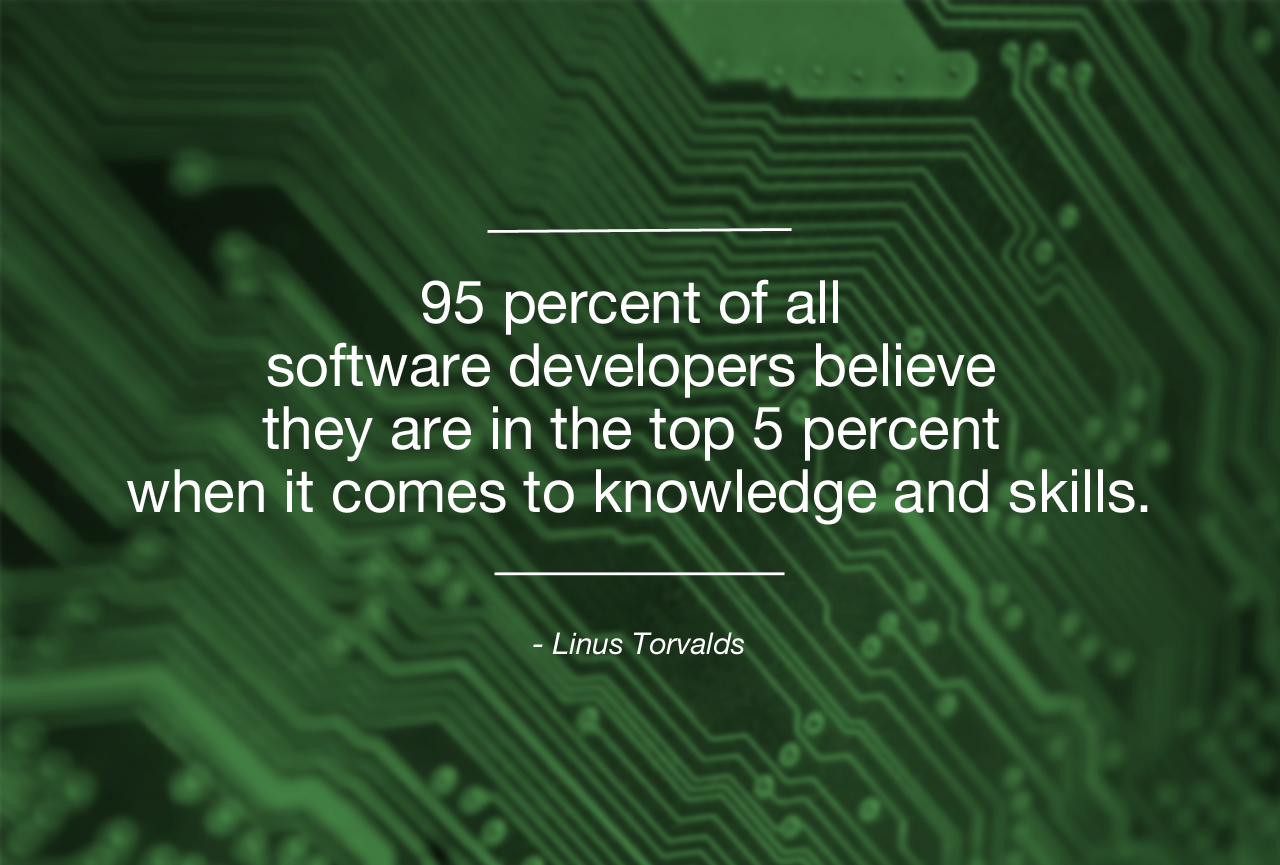 95 percent of all
software developers believe
they are in the top 5 percent
when it comes to knowledge and skills.
- Linus Torvalds